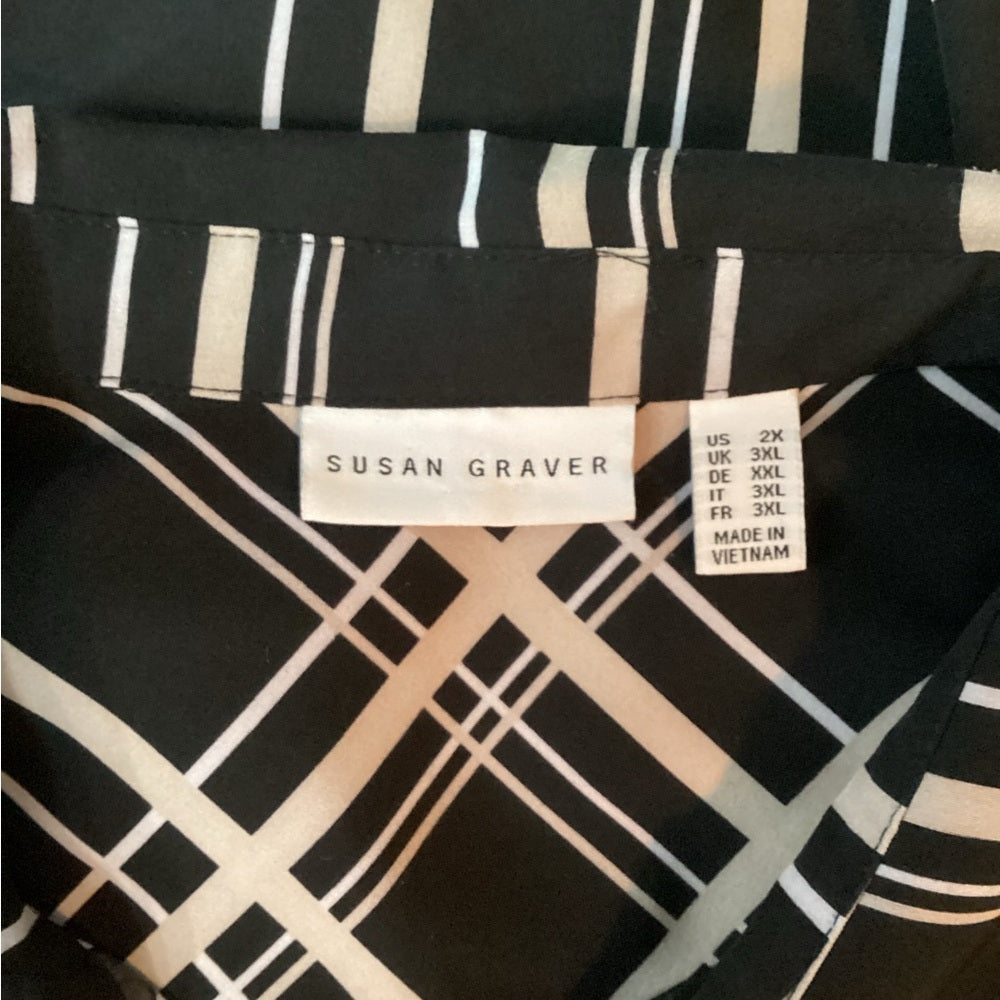 SUSAN GRAVER
US 2X
UK 3XL
DE XXL
IT 3XL
FR 3XL
MADE IN
VIETNAM